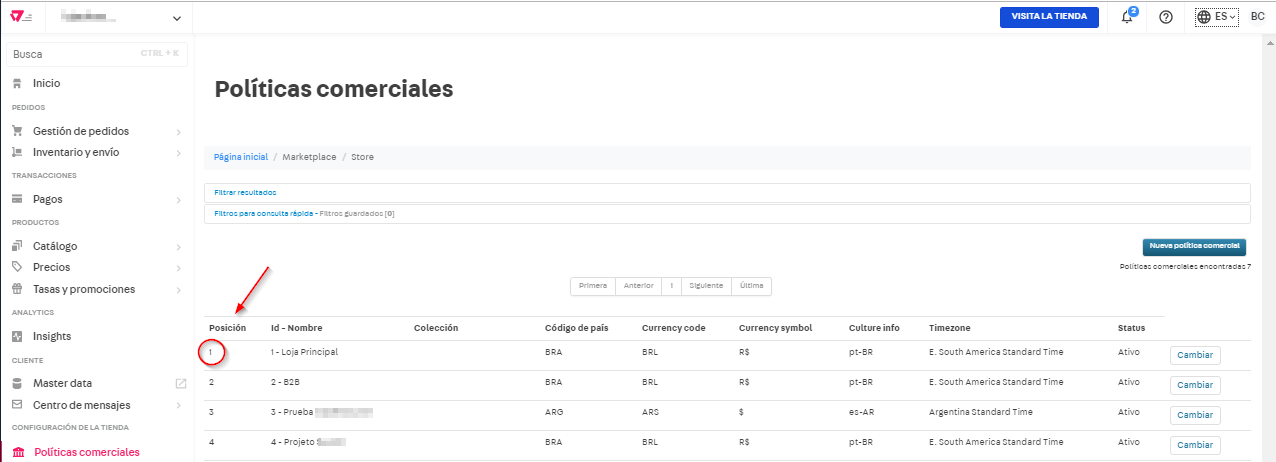 VISITA LA TIENDA
2
ES
BC
Busca CTRL + K
Inicio
PEDIDOS
Gestión de pedidos
Inventario y envío
TRANSACCIONES
Pagos
PRODUCTOS
Catálogo
Precios
Tasas y promociones
ANALYTICS
Insights
CLIENTE
Master data
Centro de mensajes
CONFIGURACIÓN DE LA TIENDA
Políticas comerciales
Políticas comerciales
Página inicial / Marketplace / Store
Filtrar resultados
Filtros para consulta rápida - Filtros guardados [0]
Nueva política comercial
Políticas comerciales encontradas 7
Primera Anterior 1 Siguiente Última
Posición Id - Nombre Colección Código de país Currency code Currency symbol Culture info Timezone Status
1 1 - Loja Principal BRA BRL R$ pt-BR E. South America Standard Time Ativo Cambiar
2 2 - B2B BRA BRL R$ pt-BR E. South America Standard Time Ativo Cambiar
3 3 - Prueba ARG ARS $ es-AR Argentina Standard Time Ativo Cambiar
4 4 - Projeto BRA BRL R$ pt-BR E. South America Standard Time Ativo Cambiar